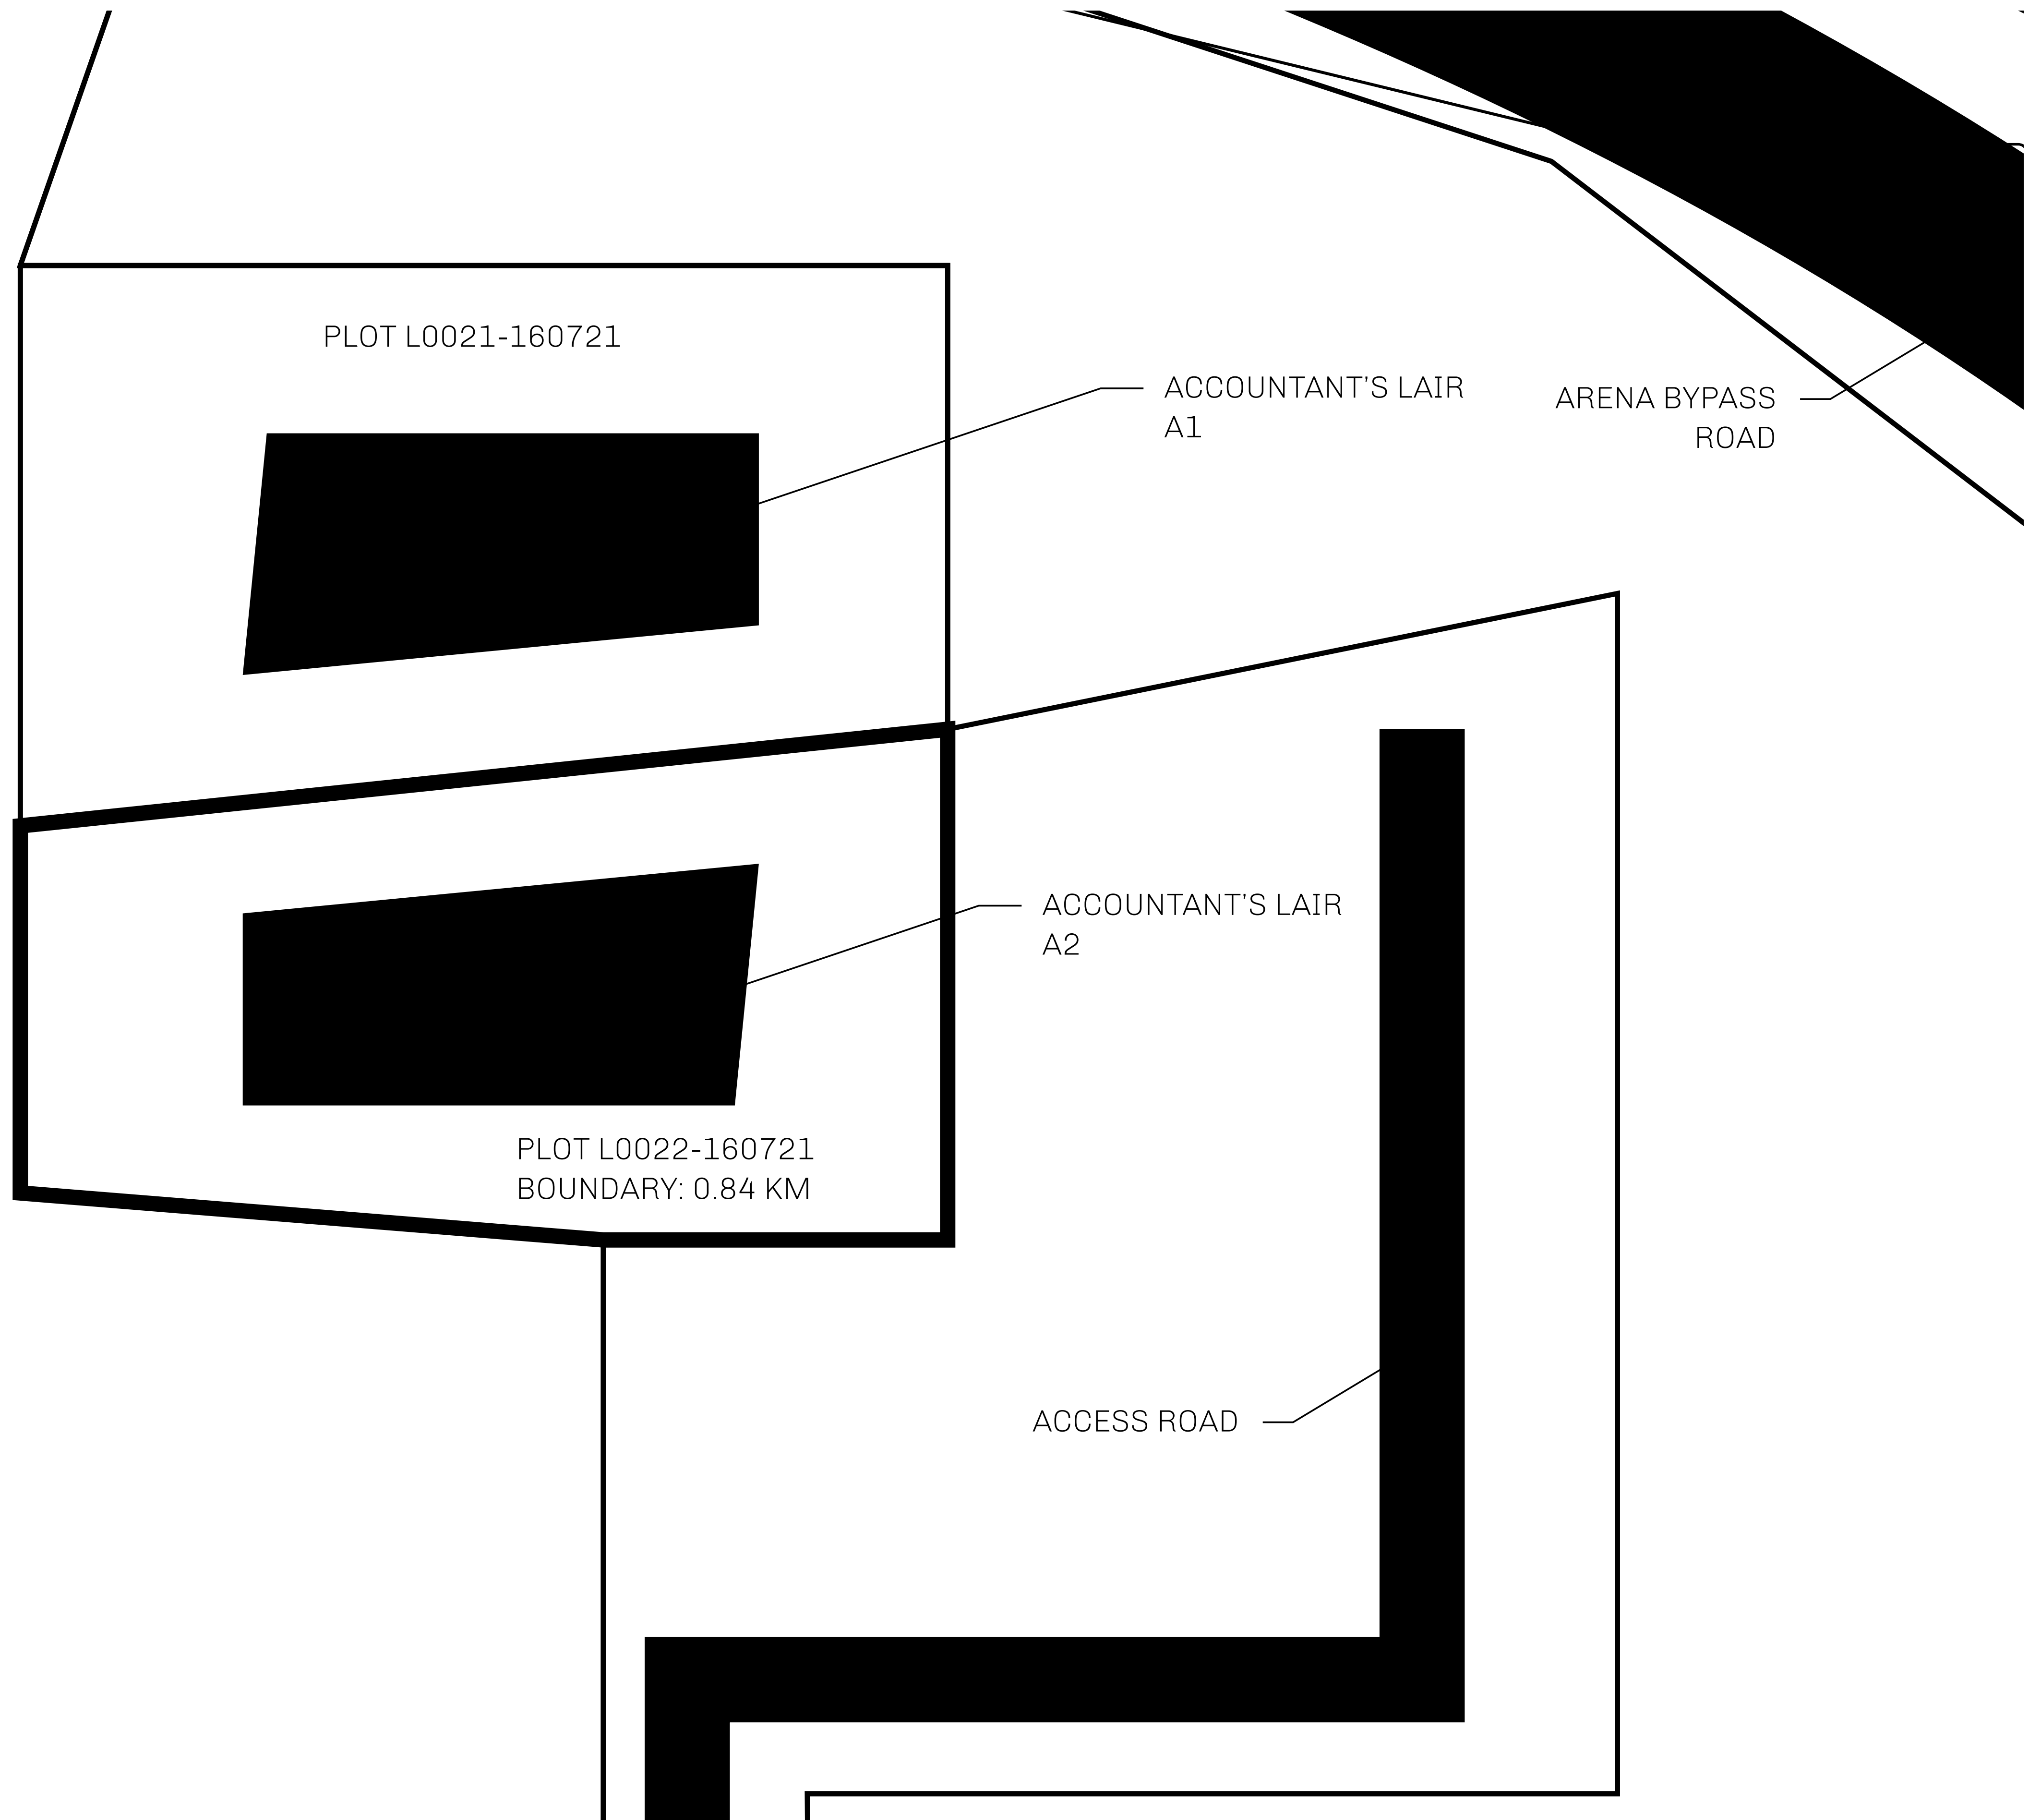 PLOT L0021-160721
ACCOUNTANT'S LAIR
A1
ARENA BYPASS
ROAD
ACCOUNTANT'S LAIR
A2
PLOT L0022-160721
BOUNDARY: 0.84 KM
ACCESS ROAD